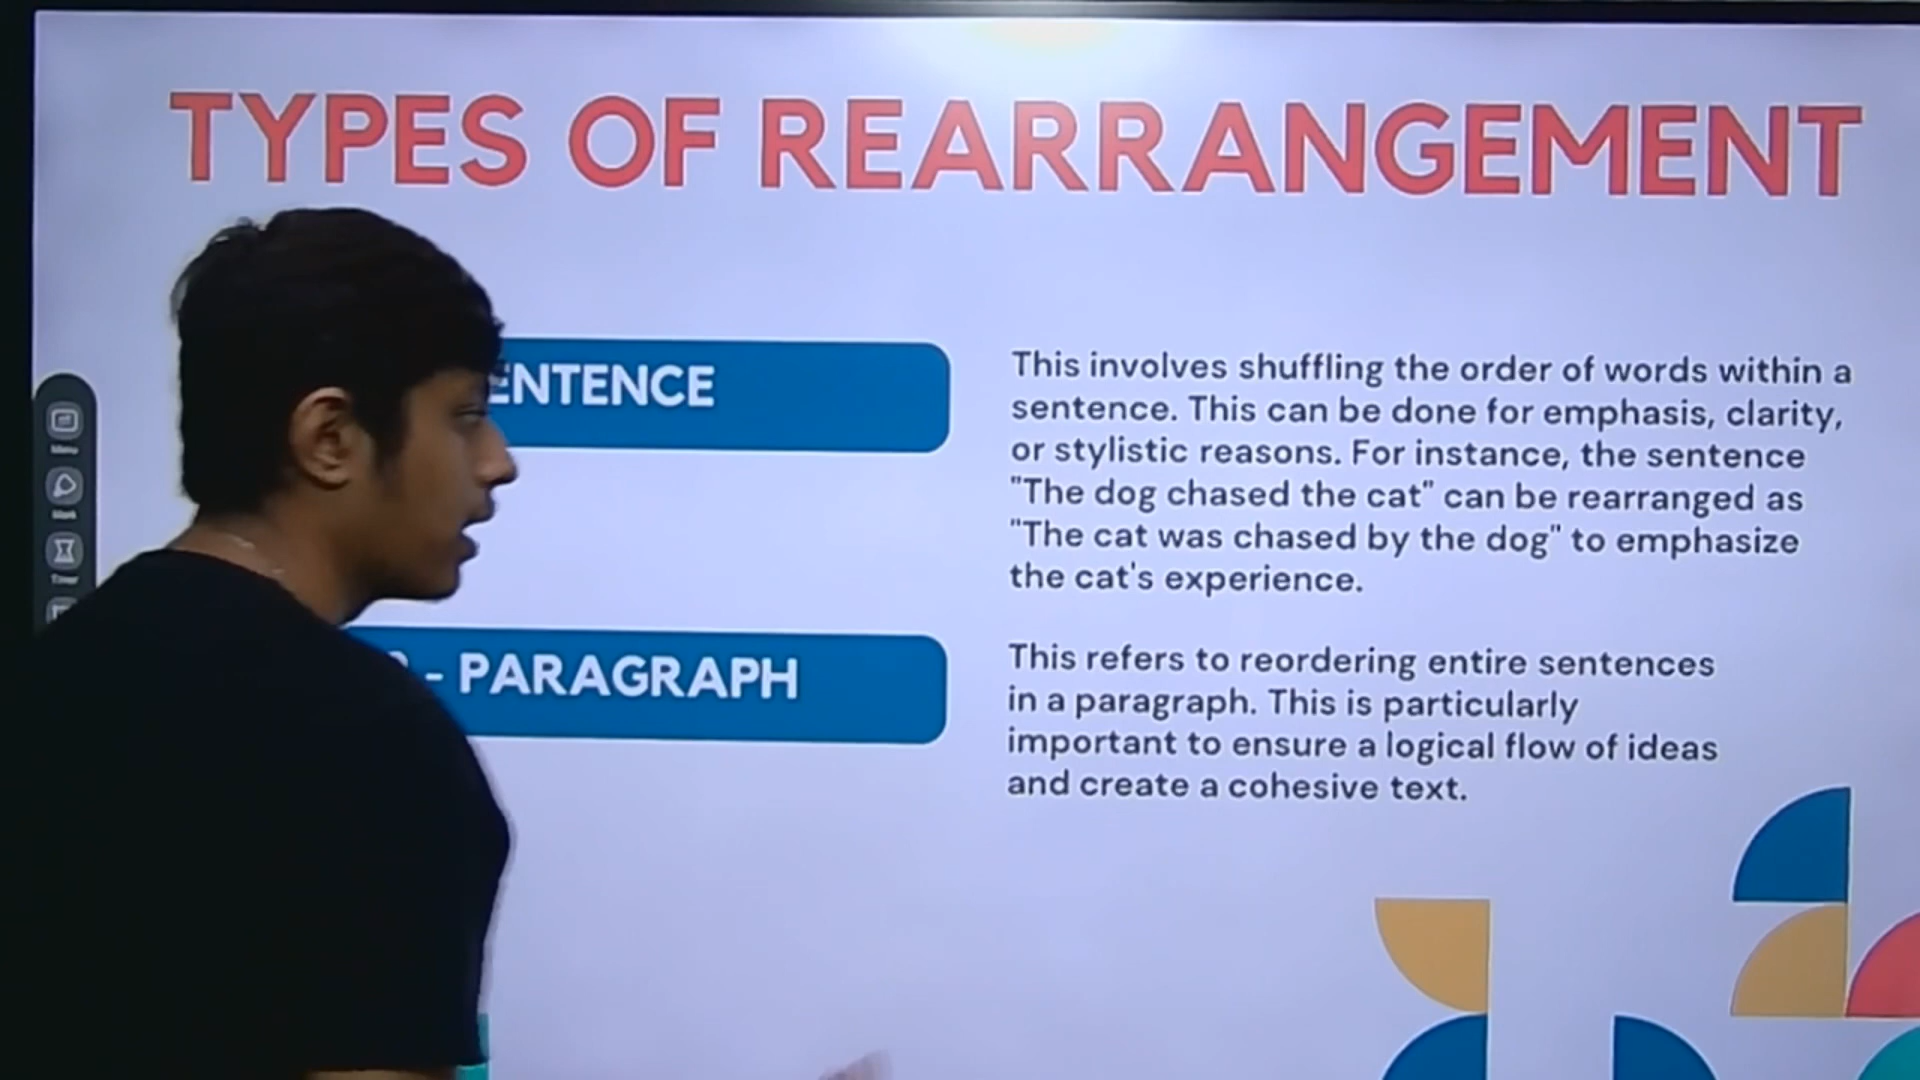 TYPES OF REARRANGEMENT
ENTENCE
This involves shuffling the order of words within a
sentence. This can be done for emphasis, clarity,
or stylistic reasons. For instance, the sentence
"The dog chased the cat" can be rearranged as
"The cat was chased by the dog" to emphasize
the cat's experience.
Menu
Mark
Timer
- PARAGRAPH
This refers to reordering entire sentences
in a paragraph. This is particularly
important to ensure a logical flow of ideas
and create a cohesive text.